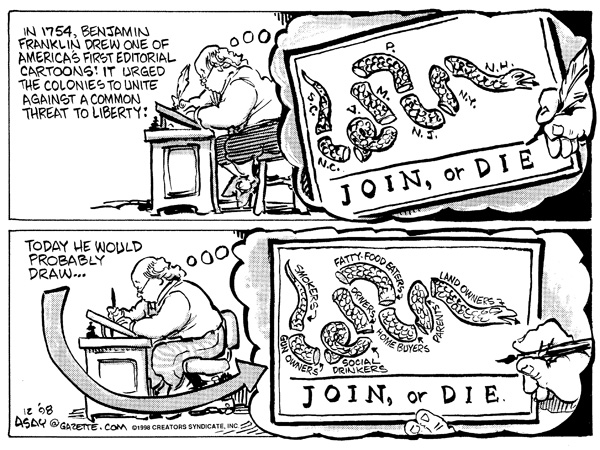 IN 1754, BENJAMIN
FRANKLIN DREW ONE OF
AMERICA'S FIRST EDITORIAL
CARTOONS! IT URGED
THE COLONIES TO UNITE
AGAINST A COMMON
THREAT TO LIBERTY:
S.C.
N.C.
V.
M.
P.
N.J.
N.Y.
N.H.
JOIN, or DIE
TODAY HE WOULD
PROBABLY
DRAW...
SMOKERS
GUN OWNERS
SOCIAL
DRINKERS
DRIVERS
FATTY-FOOD EATERS
HOME BUYERS
PARENTS
LAND OWNERS
JOIN, or DIE.
12 '98
ASAY@GAZETTE.COM ©1998 CREATORS SYNDICATE, INC